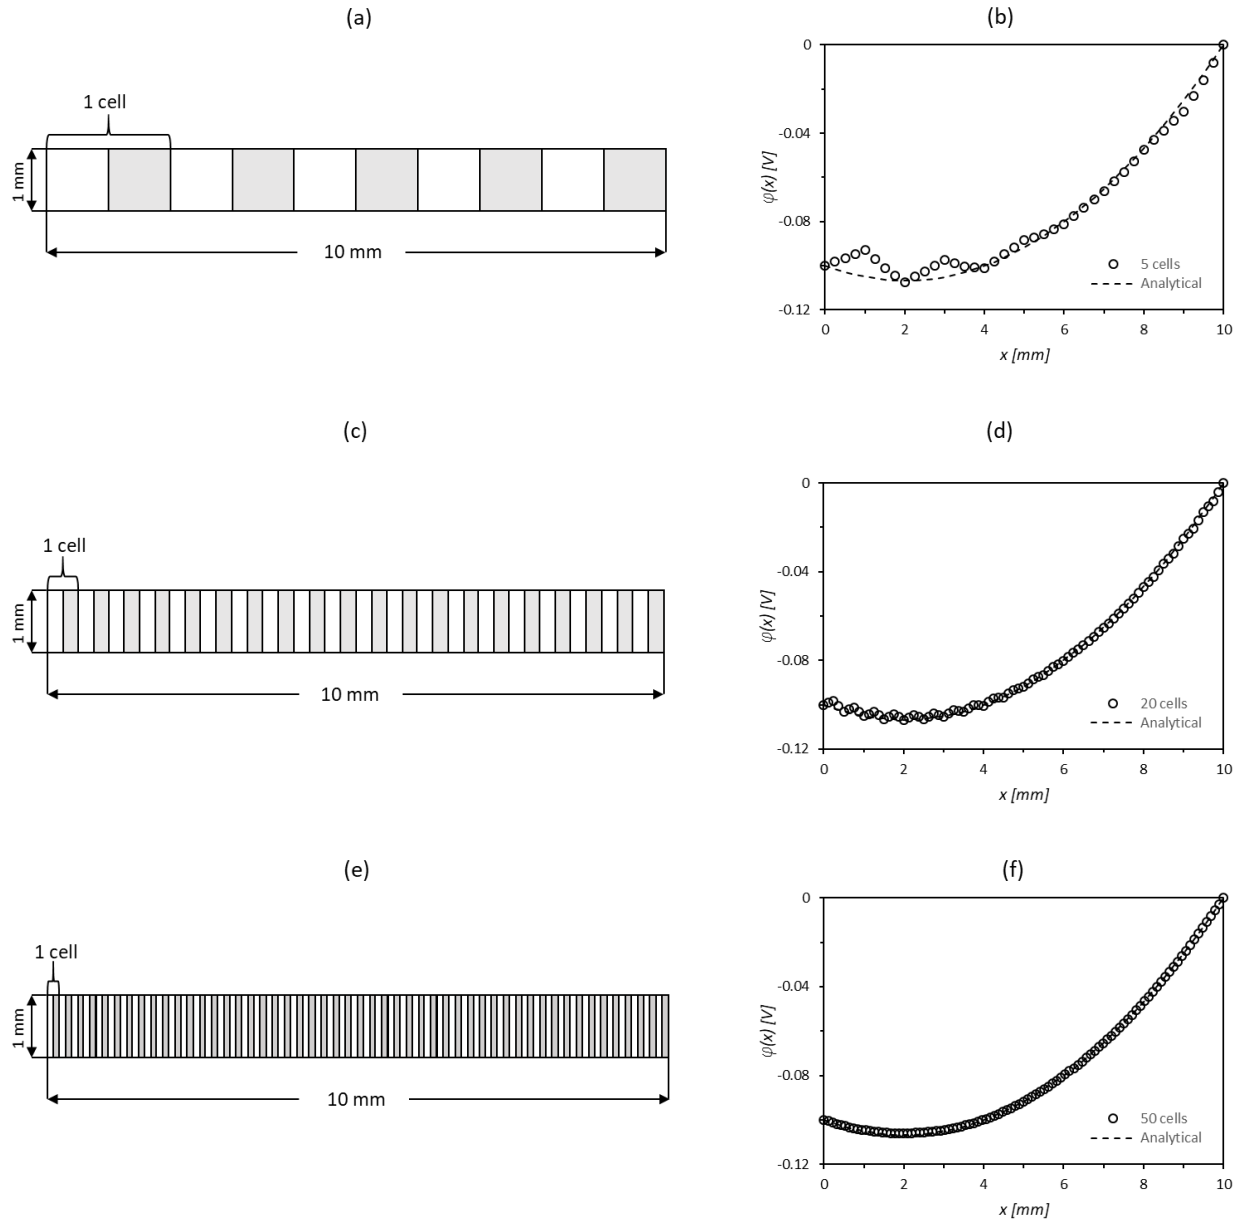 (a)
1 cell
1 mm
10 mm
(b)
0
-0.04
-0.08
-0.12
φ(x) [V]
5 cells
Analytical
0 2 4 6 8 10
x [mm]
(c)
1 cell
1 mm
10 mm
(d)
0
-0.04
-0.08
-0.12
φ(x) [V]
20 cells
Analytical
0 2 4 6 8 10
x [mm]
(e)
1 cell
1 mm
10 mm
(f)
0
-0.04
-0.08
-0.12
φ(x) [V]
50 cells
Analytical
0 2 4 6 8 10
x [mm]